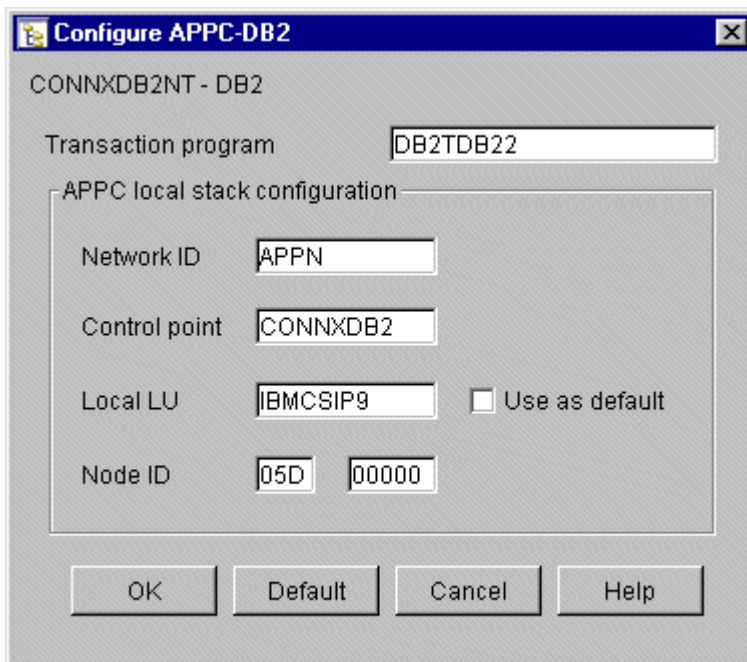 Configure APPC-DB2
CONNXDB2NT - DB2
Transaction program DB2TDB22
APPC local stack configuration
Network ID APPN
Control point CONNXDB2
Local LU IBMCSIP9 Use as default
Node ID 05D 00000
OK Default Cancel Help